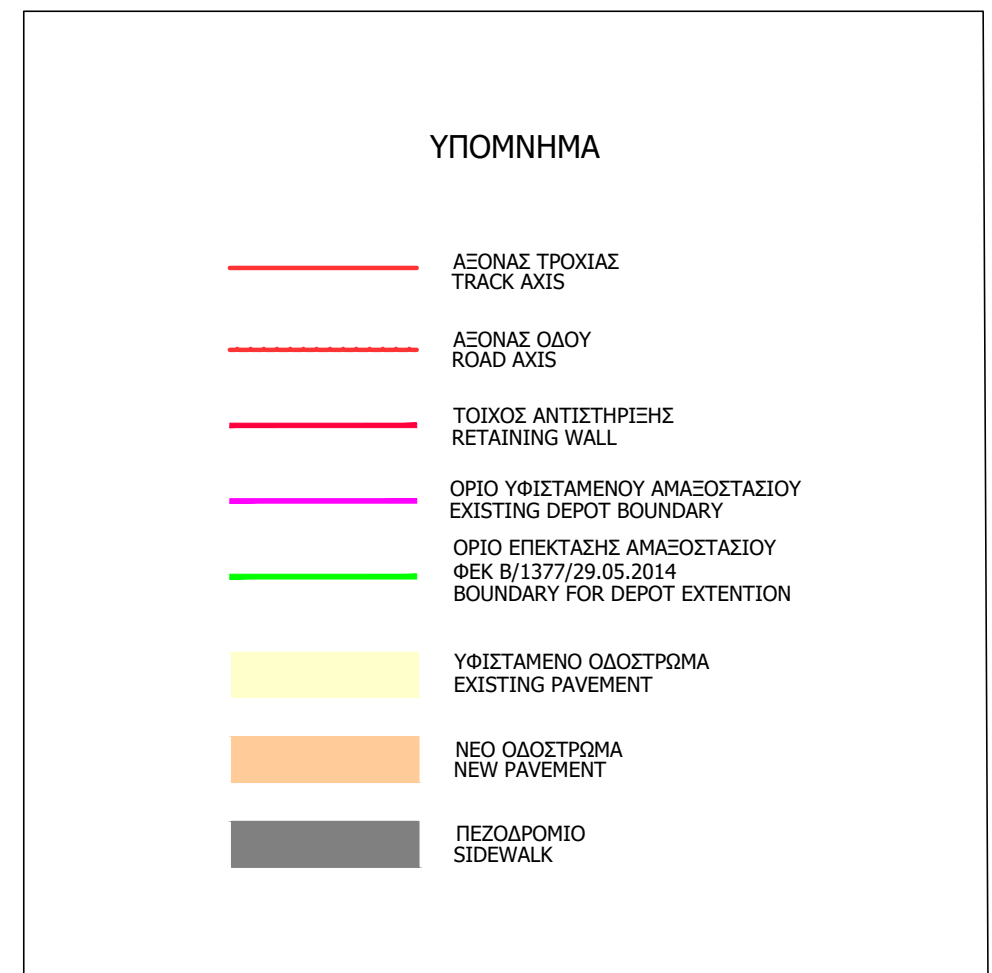 ΥΠΟΜΝΗΜΑ
ΑΞΟΝΑΣ ΤΡΟΧΙΑΣ
TRACK AXIS
ΑΞΟΝΑΣ ΟΔΟΥ
ROAD AXIS
ΤΟΙΧΟΣ ΑΝΤΙΣΤΗΡΙΞΗΣ
RETAINING WALL
ΟΡΙΟ ΥΦΙΣΤΑΜΕΝΟΥ ΑΜΑΞΟΣΤΑΣΙΟΥ
EXISTING DEPOT BOUNDARY
ΟΡΙΟ ΕΠΕΚΤΑΣΗΣ ΑΜΑΞΟΣΤΑΣΙΟΥ
ΦΕΚ Β/1377/29.05.2014
BOUNDARY FOR DEPOT EXTENTION
ΥΦΙΣΤΑΜΕΝΟ ΟΔΟΣΤΡΩΜΑ
EXISTING PAVEMENT
ΝΕΟ ΟΔΟΣΤΡΩΜΑ
NEW PAVEMENT
ΠΕΖΟΔΡΟΜΙΟ
SIDEWALK